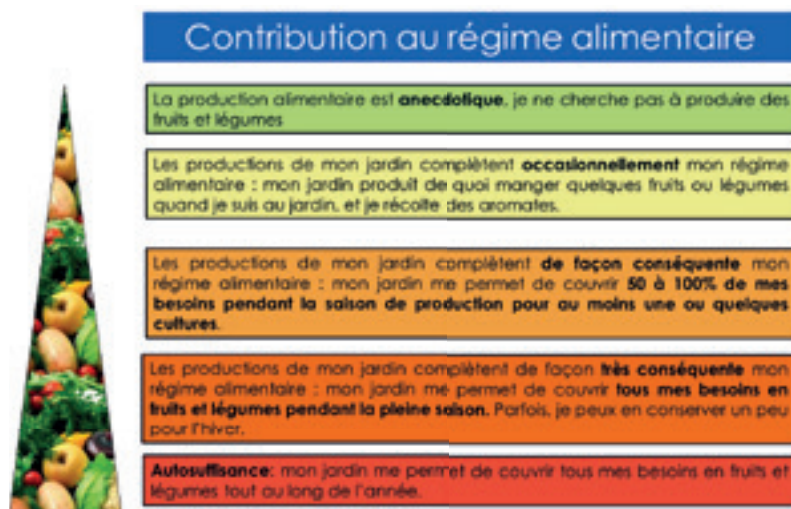 Contribution au régime alimentaire
La production alimentaire est anecdotique, je ne cherche pas à produire des
fruits et légumes
Les productions de mon jardin complètent occasionnellement mon régime
alimentaire : mon jardin produit de quoi manger quelques fruits ou légumes
quand je suis au jardin, et je récolte des aromates.
Les productions de mon jardin complètent de façon conséquente mon
régime alimentaire : mon jardin me permet de couvrir 50 à 100% de mes
besoins pendant la saison de production pour au moins une ou quelques
cultures.
Les productions de mon jardin complètent de façon très conséquente mon
régime alimentaire : mon jardin me permet de couvrir tous mes besoins en
fruits et légumes pendant la pleine saison. Parfois, je peux en conserver un peu
pour l'hiver.
Autosuffisance: mon jardin me permet de couvrir tous mes besoins en fruits et
légumes tout au long de l'année.